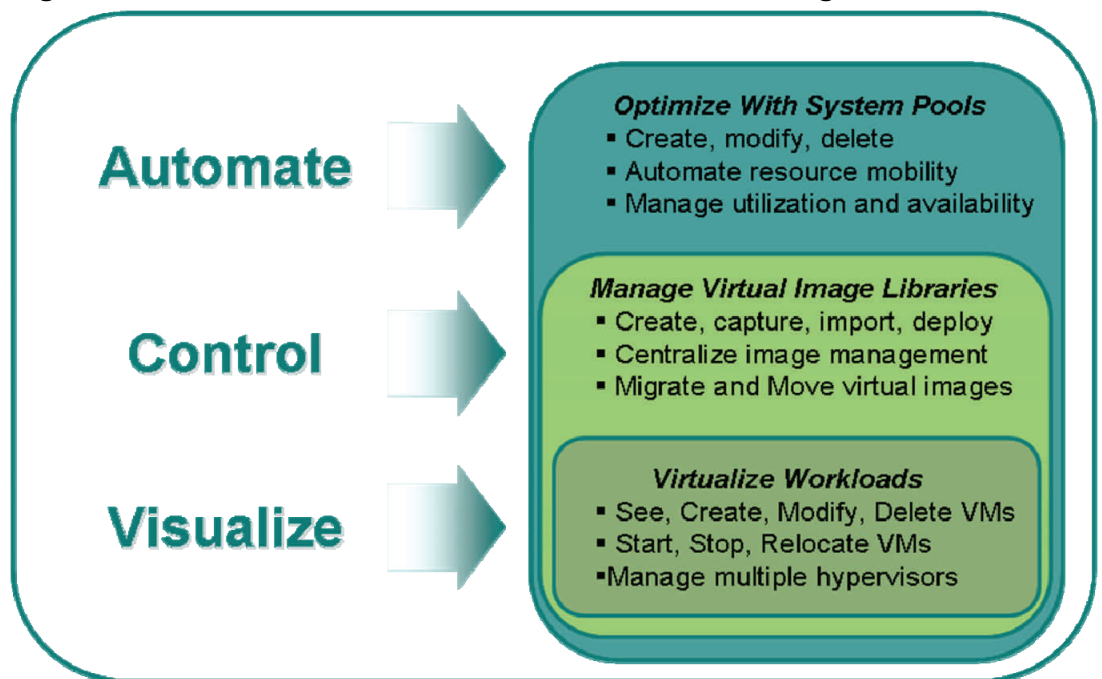 Automate
Optimize With System Pools
▪ Create, modify, delete
▪ Automate resource mobility
▪ Manage utilization and availability
Control
Manage Virtual Image Libraries
▪ Create, capture, import, deploy
▪ Centralize image management
▪ Migrate and Move virtual images
Visualize
Virtualize Workloads
▪ See, Create, Modify, Delete VMs
▪ Start, Stop, Relocate VMs
▪Manage multiple hypervisors